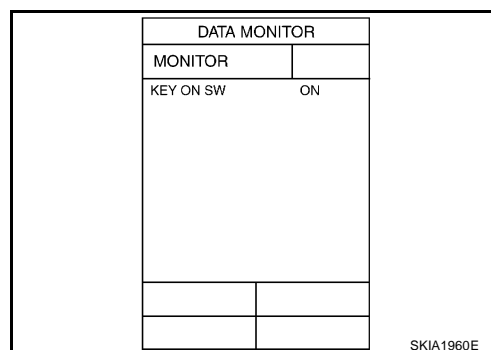 DATA MONITOR
MONITOR
KEY ON SW ON
SKIA1960E